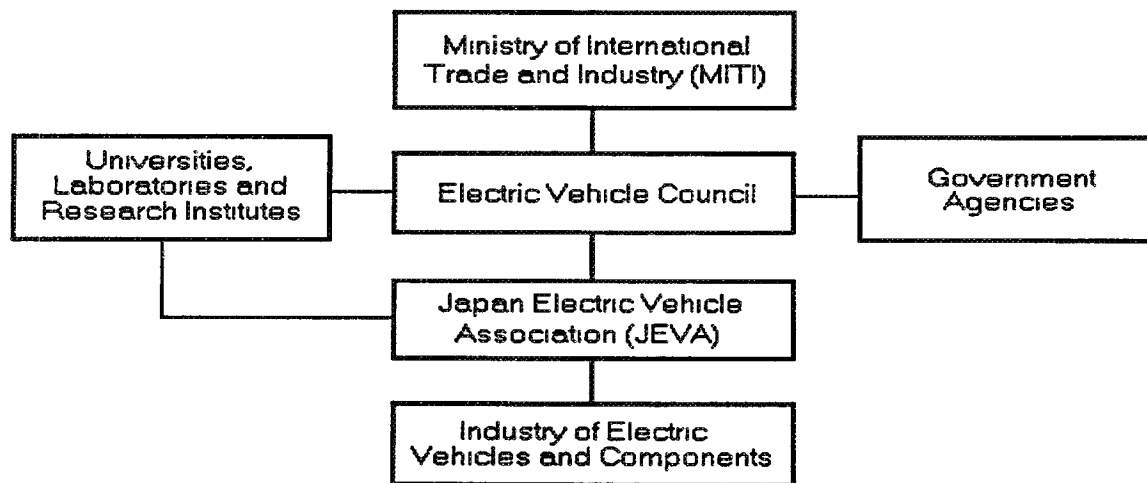 Ministry of International
Trade and Industry (MITI)
Universities,
Laboratories and
Research Institutes
Electric Vehicle Council
Government
Agencies
Japan Electric Vehicle
Association (JEVA)
Industry of Electric
Vehicles and Components